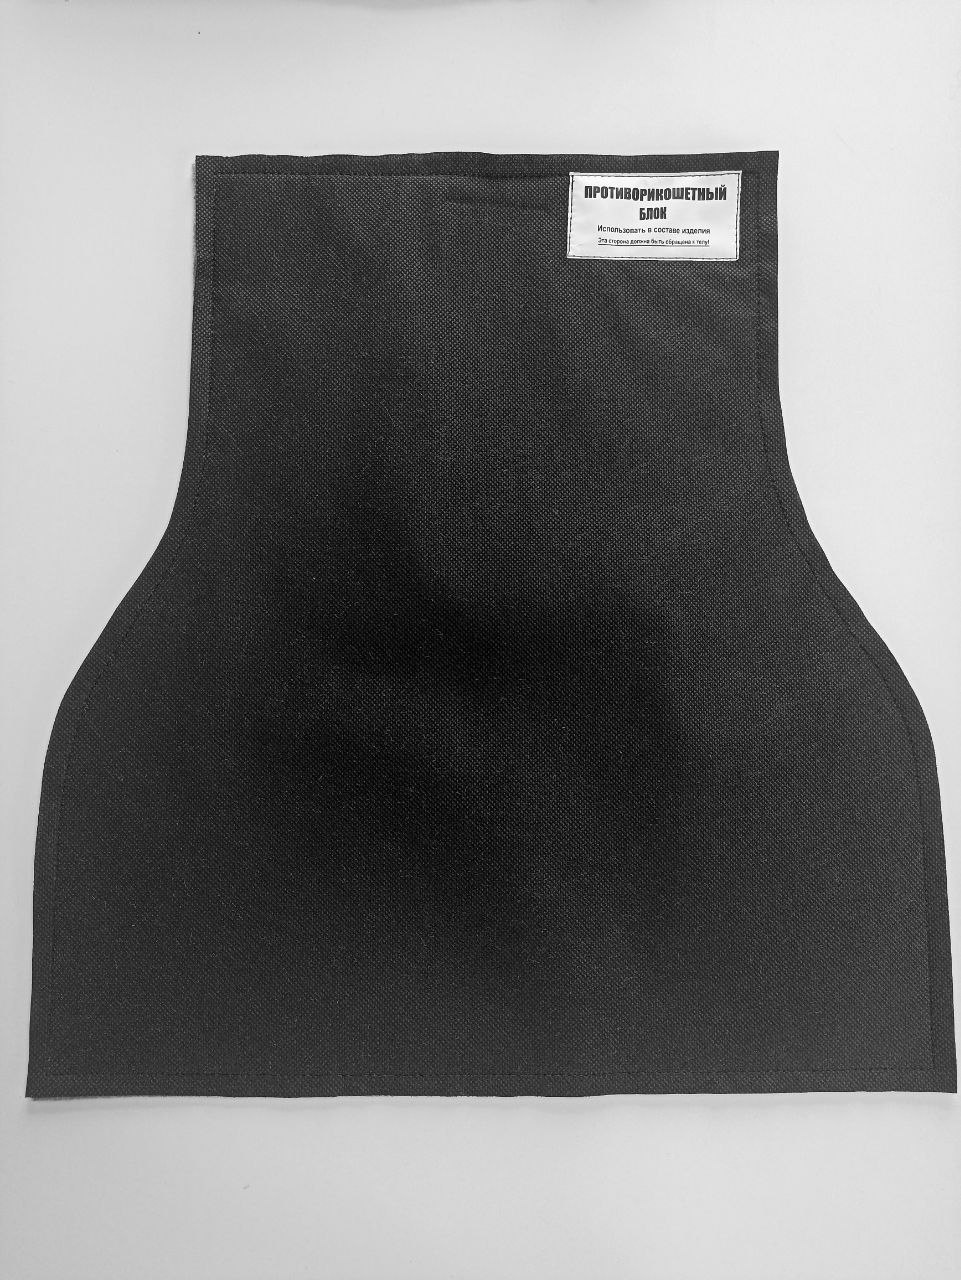 ПРОТИВОРИКОШЕТНЫЙ
БЛОК
Использовать в составе изделия
Эта сторона должна быть обращена к телу!